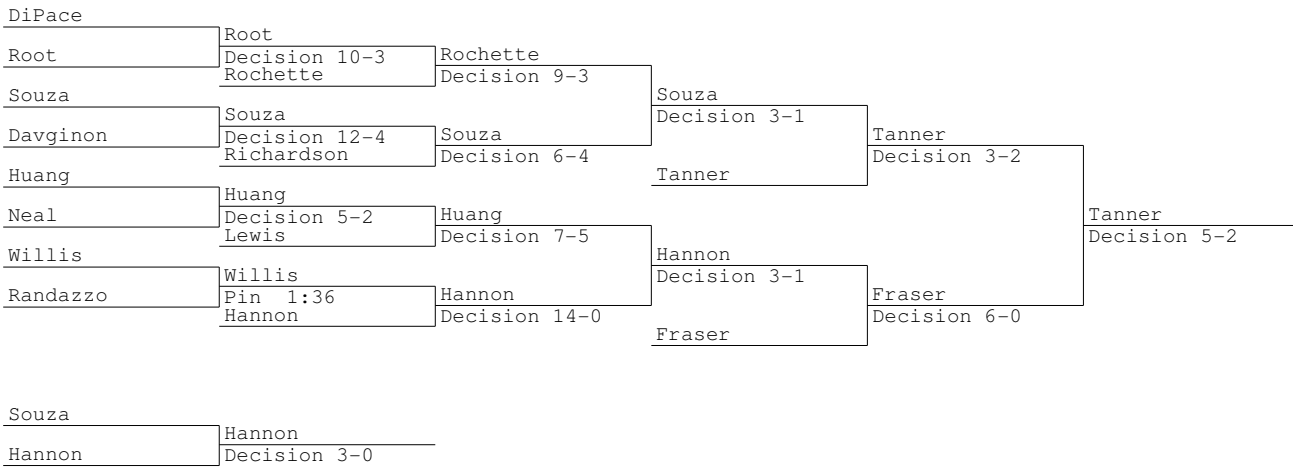 DiPace
Root
Root
Decision 10-3
Rochette
Rochette
Decision 9-3
Souza
Davginon
Souza
Decision 12-4
Richardson
Souza
Decision 6-4
Souza
Decision 3-1
Tanner
Tanner
Decision 3-2
Huang
Neal
Huang
Decision 5-2
Lewis
Huang
Decision 7-5
Willis
Randazzo
Willis
Pin 1:36
Hannon
Hannon
Decision 14-0
Hannon
Decision 3-1
Fraser
Fraser
Decision 6-0
Tanner
Decision 5-2
Souza
Hannon
Hannon
Decision 3-0